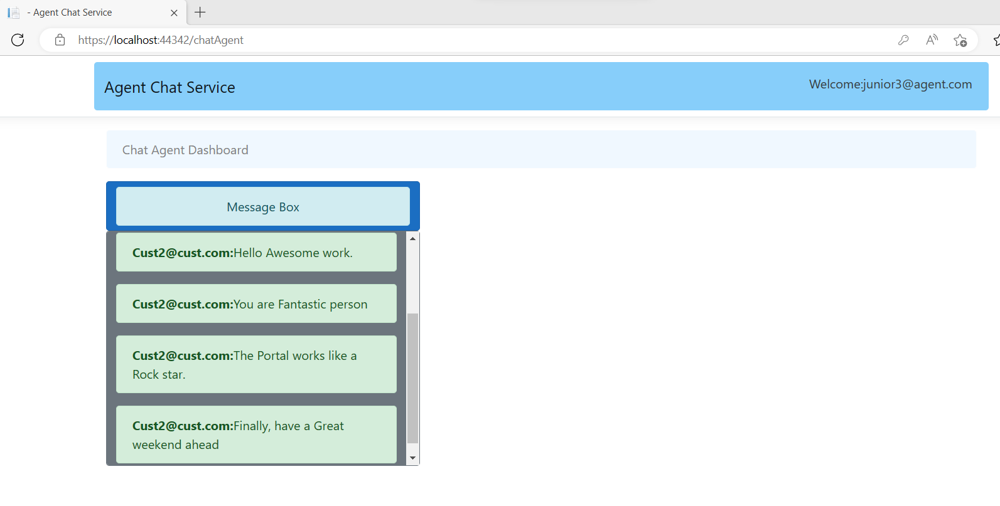 - Agent Chat Service
https://localhost:44342/chatAgent
Agent Chat Service
Welcome:junior3@agent.com
Chat Agent Dashboard
Message Box
Cust2@cust.com:Hello Awesome work.
Cust2@cust.com:You are Fantastic person
Cust2@cust.com:The Portal works like a
Rock star.
Cust2@cust.com:Finally, have a Great
weekend ahead